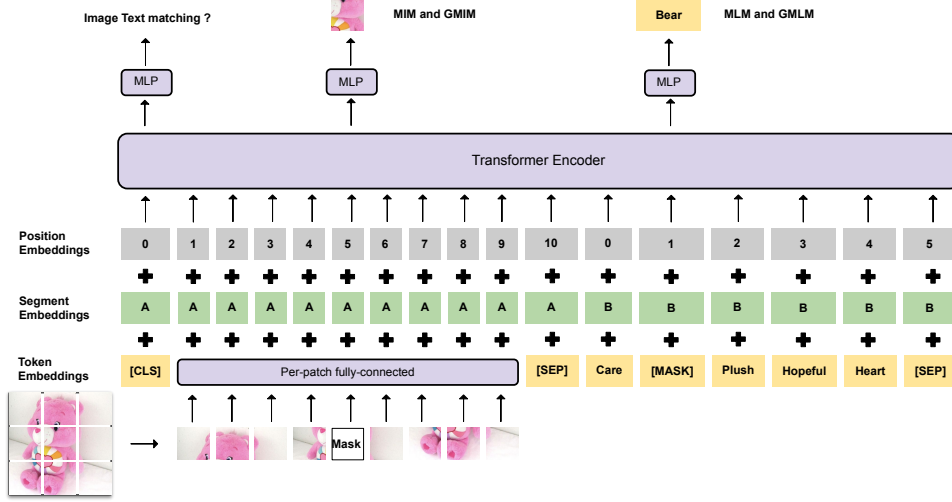 Image Text matching ?
MIM and GMIM
Bear
MLM and GMLM
MLP
MLP
MLP
Transformer Encoder
Position
Embeddings
0 1 2 3 4 5 6 7 8 9 10 0 1 2 3 4 5
Segment
Embeddings
A A A A A A A A A A A B B B B B B
Token
Embeddings
[CLS]
Per-patch fully-connected
[SEP] Care [MASK] Plush Hopeful Heart [SEP]
Mask